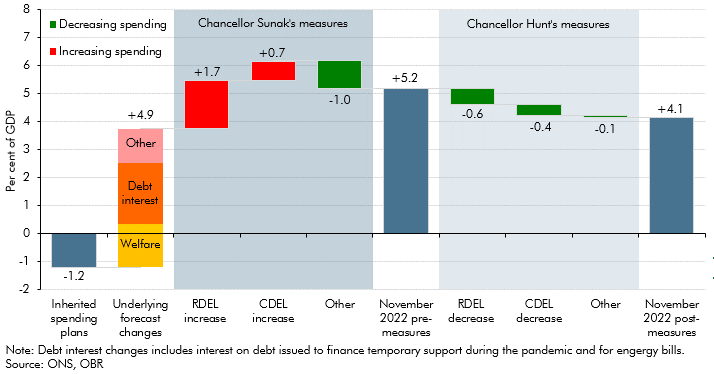 Chancellor Sunak's measures
Chancellor Hunt's measures
Decreasing spending
Increasing spending
Per cent of GDP
8
7
6
5
4
3
2
1
0
-1
-2
-1.2
+4.9
Other
Debt
interest
Welfare
+1.7
+0.7
-1.0
+5.2
-0.6
-0.4
-0.1
+4.1
Inherited
spending
plans
Underlying
forecast
changes
RDEL
increase
CDEL
increase
Other
November
2022 pre-
measures
RDEL
decrease
CDEL
decrease
Other
November
2022 post-
measures
Note: Debt interest changes includes interest on debt issued to finance temporary support during the pandemic and for engergy bills.
Source: ONS, OBR